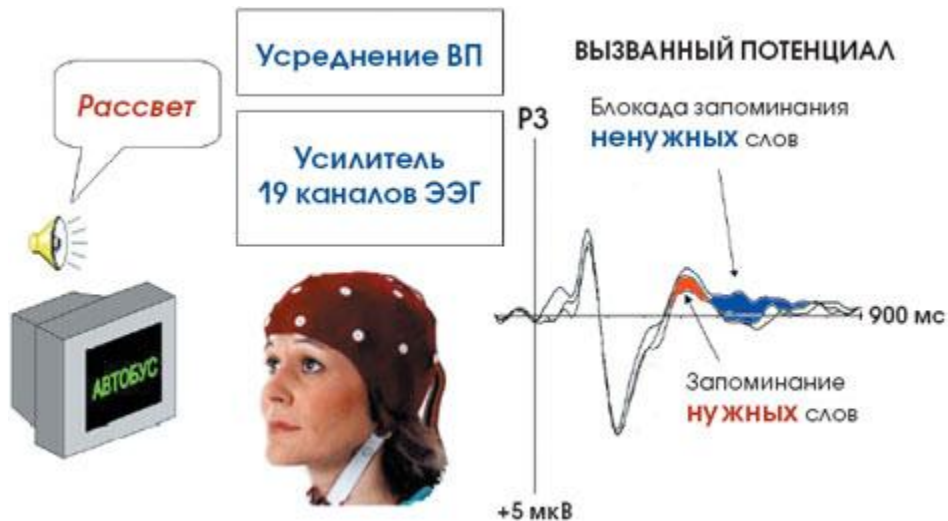 Рассвет
Усреднение ВП
Усилитель
19 каналов ЭЭГ
АВТОБУС
ВЫЗВАННЫЙ ПОТЕНЦИАЛ
Блокада запоминания
ненужных слов
P3
900 мс
Запоминание
нужных слов
+5 мкВ